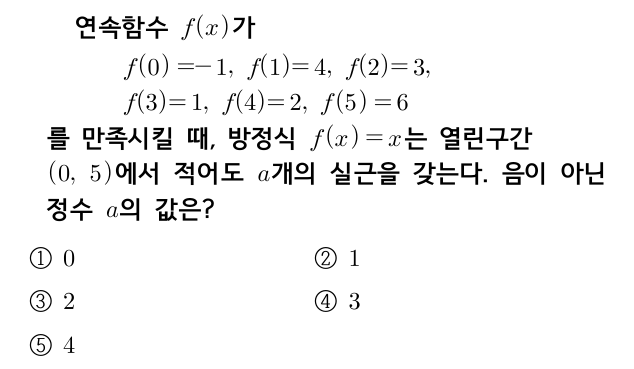 연속함수 f(x)가
f(0)=−1, f(1)=4, f(2)=3,
f(3)=1, f(4)=2, f(5)=6
를 만족시킬 때, 방정식 f(x)=x는 열린구간
(0, 5)에서 적어도 a개의 실근을 갖는다. 음이 아닌
정수 a의 값은?
① 0 ② 1
③ 2 ④ 3
⑤ 4